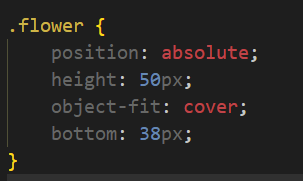 .flower {
    position: absolute;
    height: 50px;
    object-fit: cover;
    bottom: 38px;
}